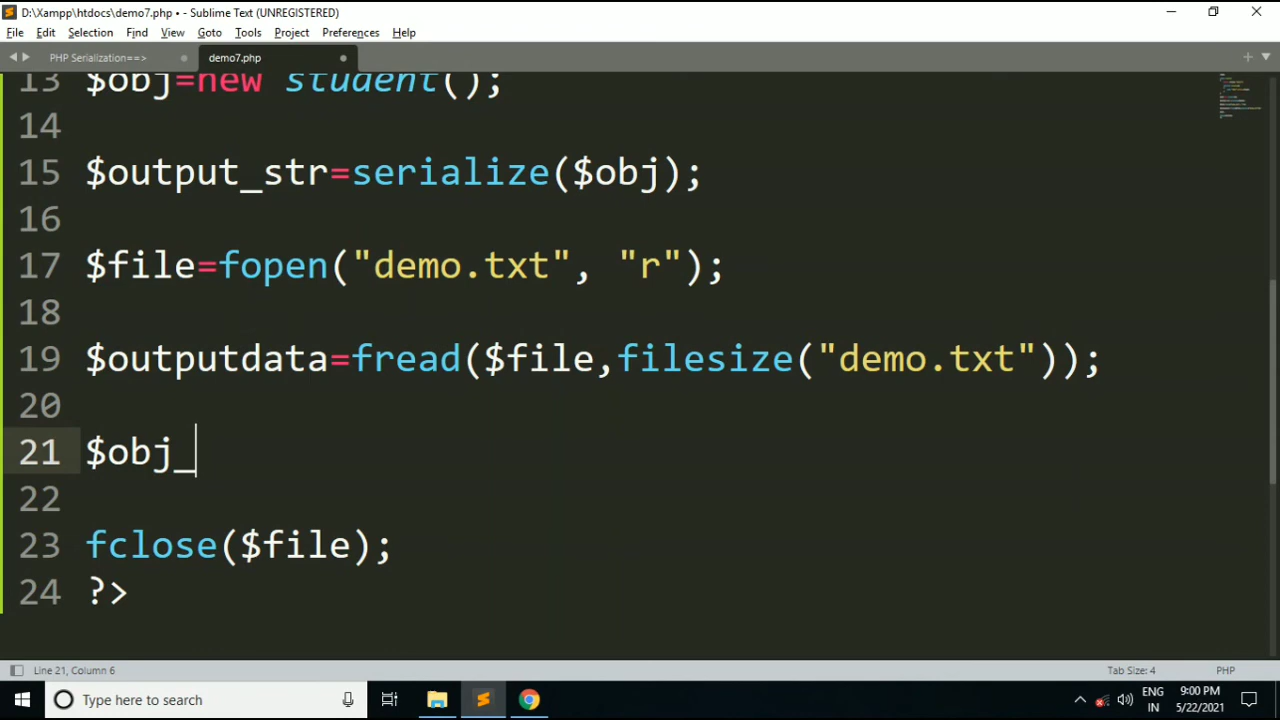 D:\Xampp\htdocs\demo7.php • - Sublime Text (UNREGISTERED)
File Edit Selection Find View Goto Tools Project Preferences Help
PHP Serialization==> demo7.php
13 $obj=new student();
14
15 $output_str=serialize($obj);
16
17 $file=fopen("demo.txt", "r");
18
19 $outputdata=fread($file,filesize("demo.txt"));
20
21 $obj_
22
23 fclose($file);
24 ?>
Line 21, Column 6 Tab Size: 4 PHP
Type here to search ENG 9:00 PM
IN 5/22/2021